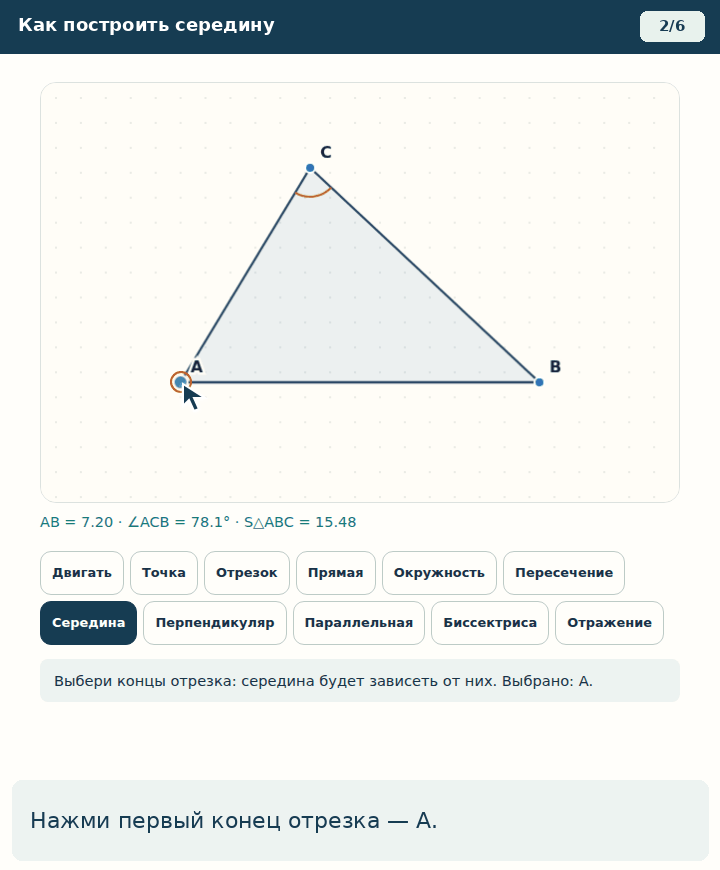 Как построить середину
2/6
C
A
B
AB = 7.20 · ∠ACB = 78.1° · S△ABC = 15.48
Двигать Точка Отрезок Прямая Окружность Пересечение
Середина Перпендикуляр Параллельная Биссектриса Отражение
Выбери концы отрезка: середина будет зависеть от них. Выбрано: A.
Нажми первый конец отрезка — A.